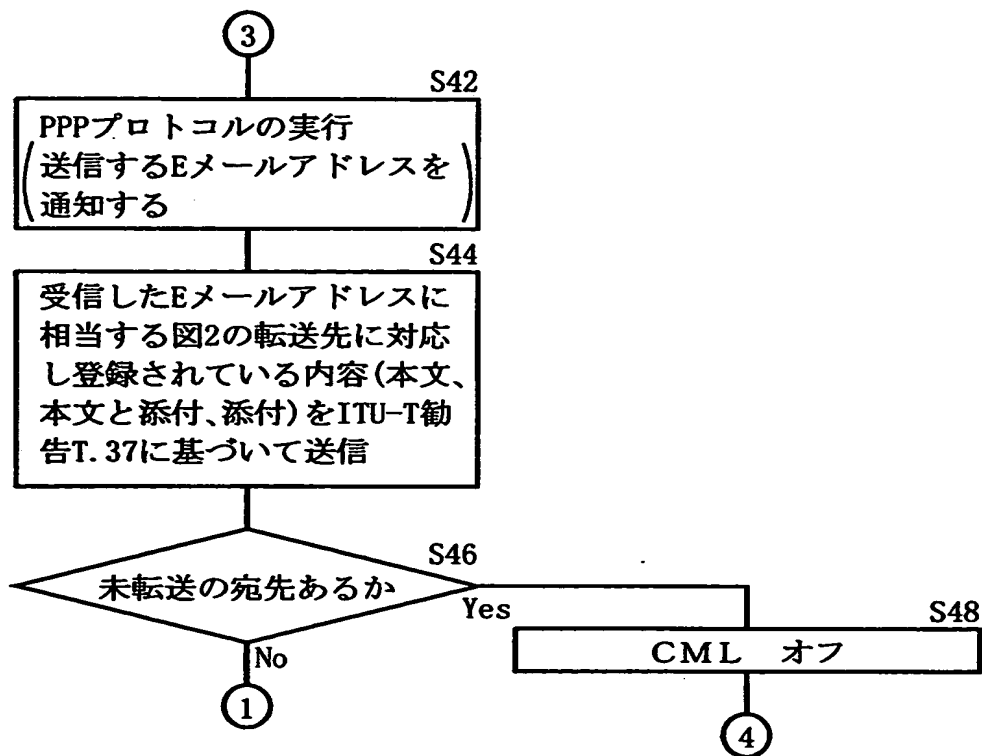 3
S42
PPPプロトコルの実行
(送信するEメールアドレスを
通知する)
S44
受信したEメールアドレスに
相当する図2の転送先に対応
し登録されている内容(本文、
本文と添付、添付)をITU-T勧
告T.37に基づいて送信
S46
未転送の宛先あるか
Yes
S48
No
CML オフ
1
4